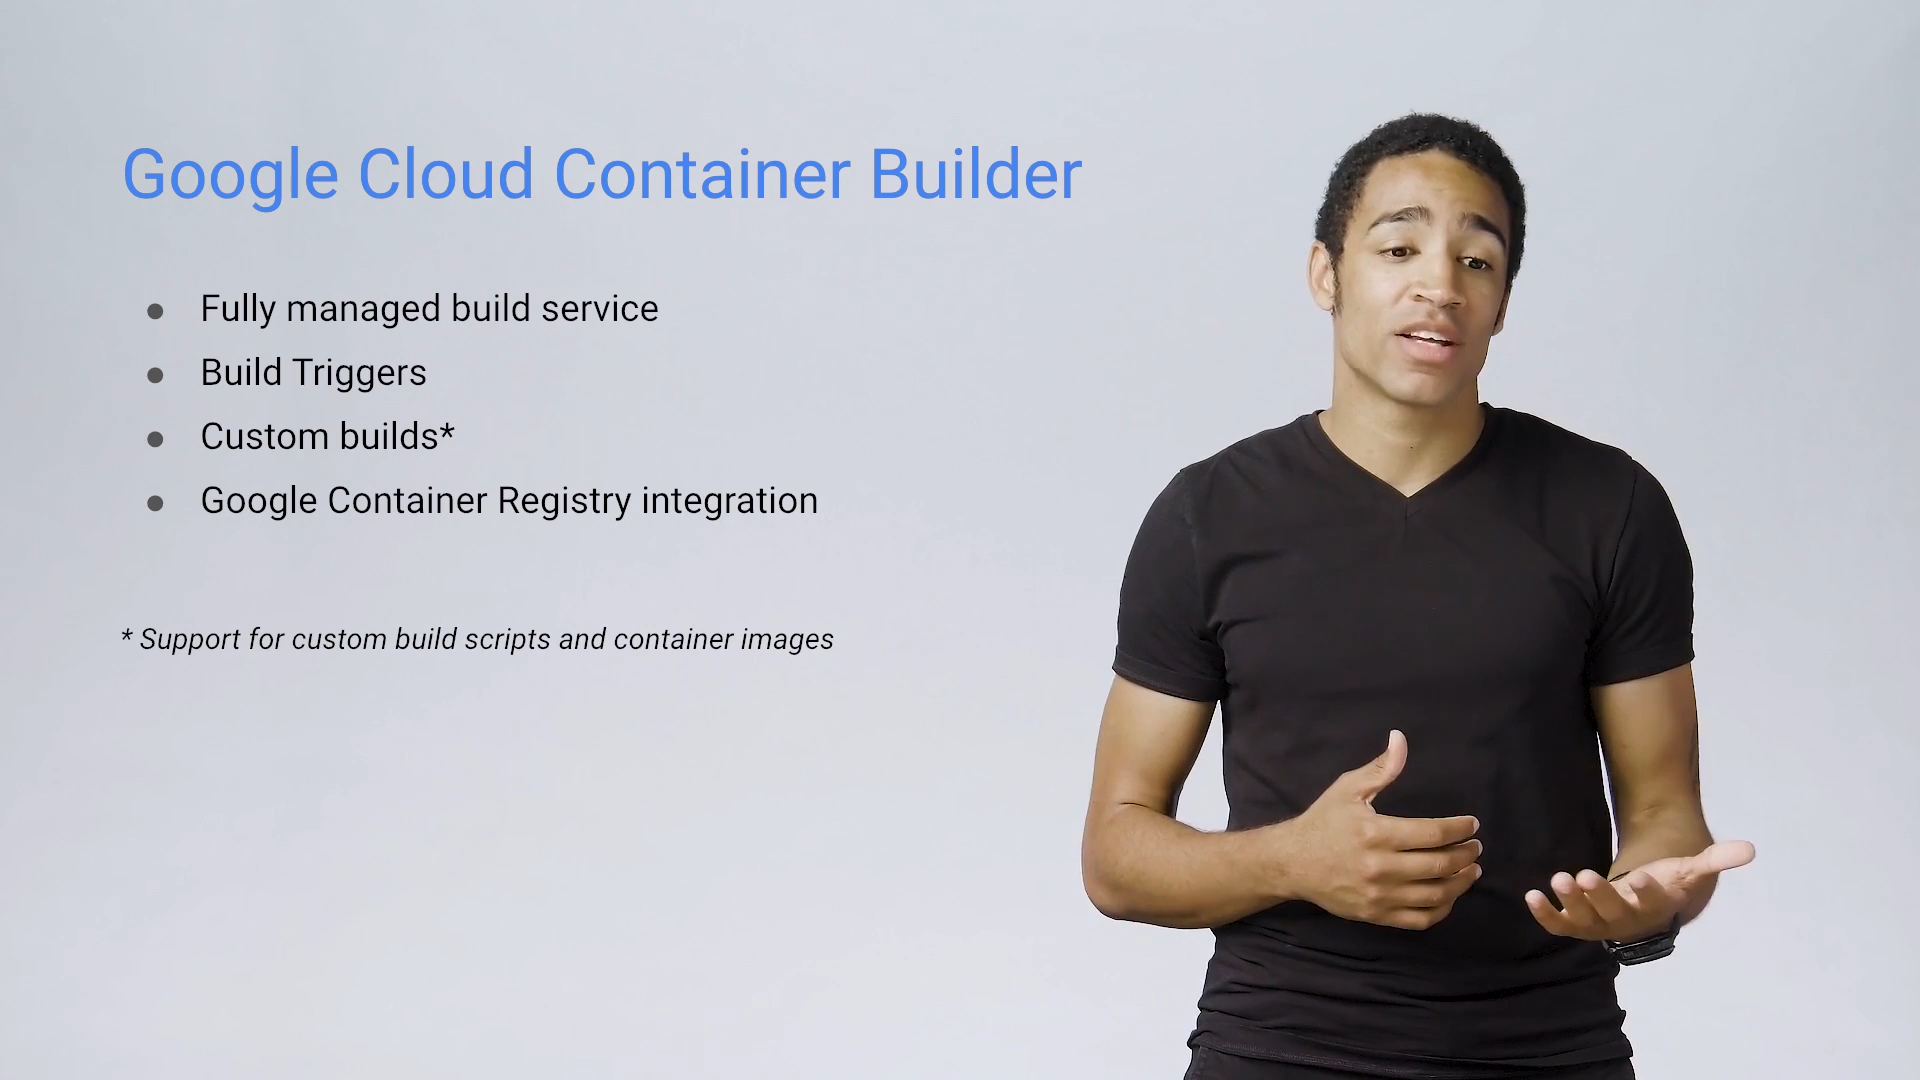 Google Cloud Container Builder
● Fully managed build service
● Build Triggers
● Custom builds*
● Google Container Registry integration
* Support for custom build scripts and container images